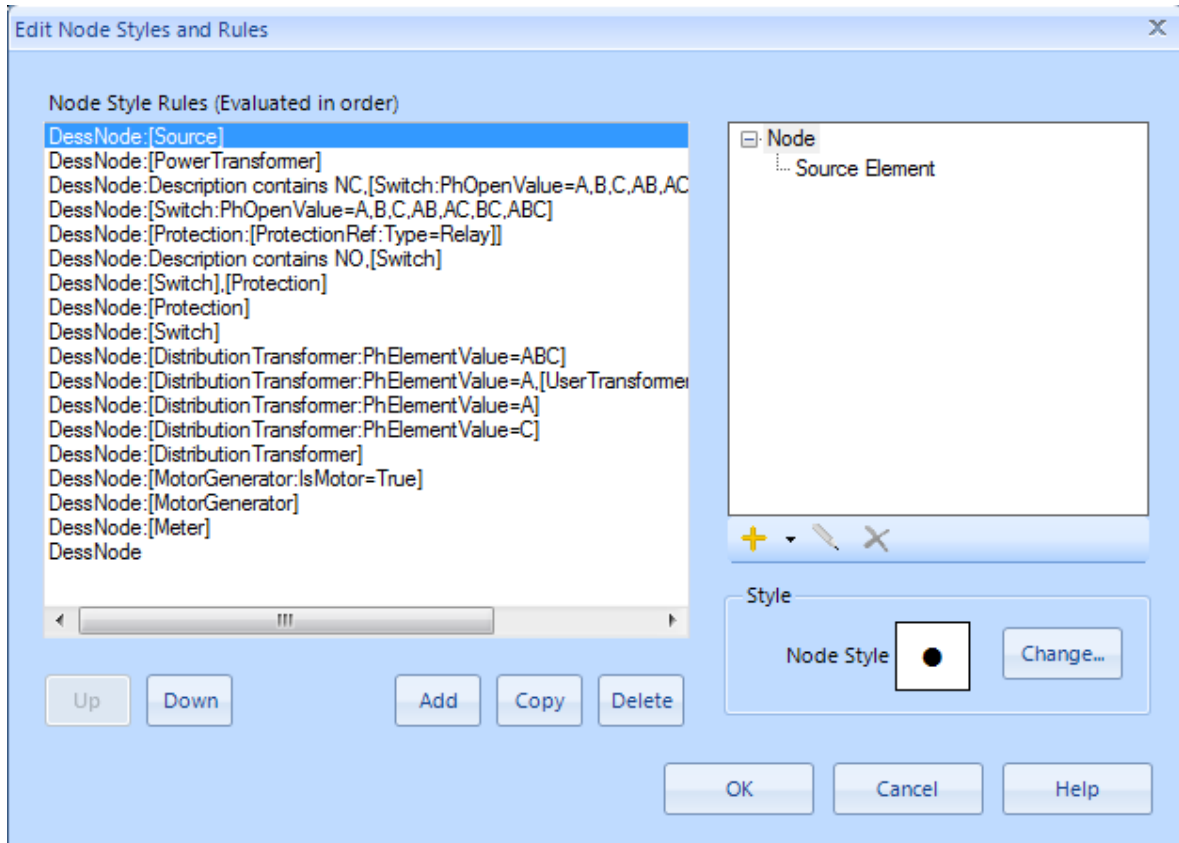 Edit Node Styles and Rules
Node Style Rules (Evaluated in order)
DessNode:[Source]
DessNode:[PowerTransformer]
DessNode:Description contains NC,[Switch:PhOpenValue=A,B,C,AB,AC
DessNode:[Switch:PhOpenValue=A,B,C,AB,AC,BC,ABC]
DessNode:[Protection:[ProtectionRef:Type=Relay]]
DessNode:Description contains NO,[Switch]
DessNode:[Switch],[Protection]
DessNode:[Protection]
DessNode:[Switch]
DessNode:[DistributionTransformer:PhElementValue=ABC]
DessNode:[DistributionTransformer:PhElementValue=A,[UserTransformer
DessNode:[DistributionTransformer:PhElementValue=A]
DessNode:[DistributionTransformer:PhElementValue=C]
DessNode:[DistributionTransformer]
DessNode:[MotorGenerator:IsMotor=True]
DessNode:[MotorGenerator]
DessNode:[Meter]
DessNode
Up
Down
Add
Copy
Delete
Node
Source Element
Style
Node Style
Change...
OK
Cancel
Help